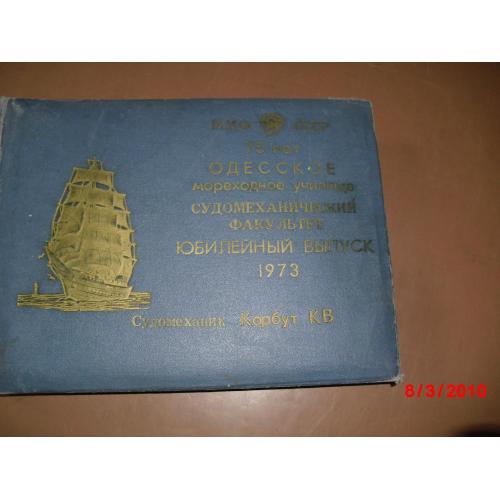 ММФ СССР
75 лет
ОДЕССКОЕ
мореходное училище
СУДОМЕХАНИЧЕСКИЙ
ФАКУЛЬТЕТ
ЮБИЛЕЙНЫЙ ВЫПУСК
1973
Судомеханик Корбут КВ
8/3/2010